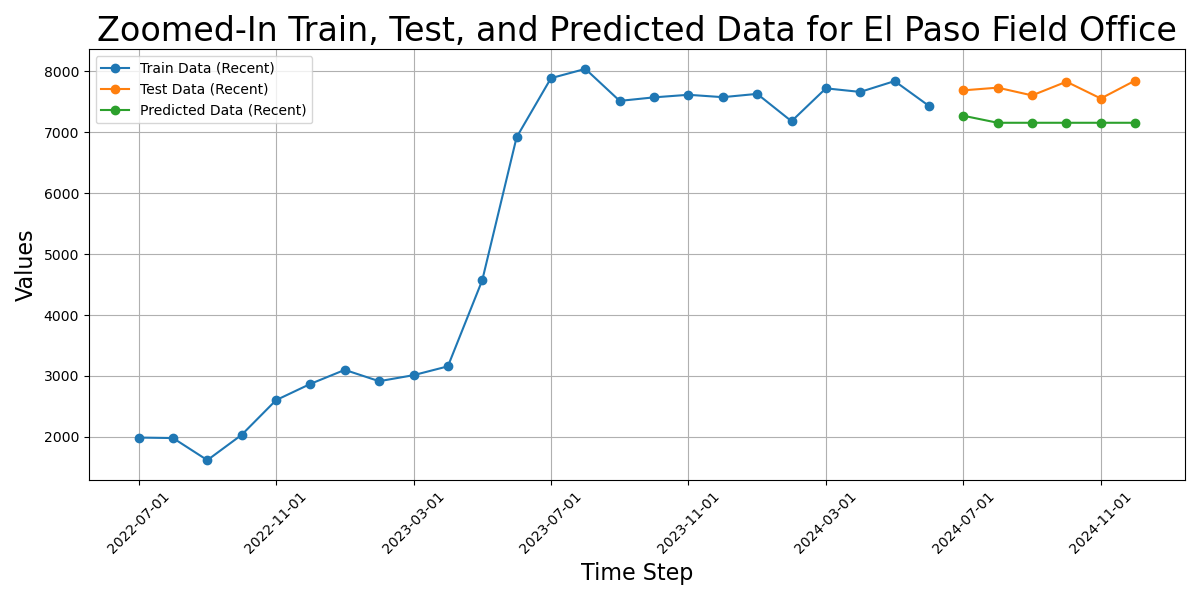 Zoomed-In Train, Test, and Predicted Data for El Paso Field Office
Train Data (Recent)
Test Data (Recent)
Predicted Data (Recent)
8000
7000
6000
5000
4000
3000
2000
Values
2022-07-01
2022-11-01
2023-03-01
2023-07-01
2023-11-01
2024-03-01
2024-07-01
2024-11-01
Time Step